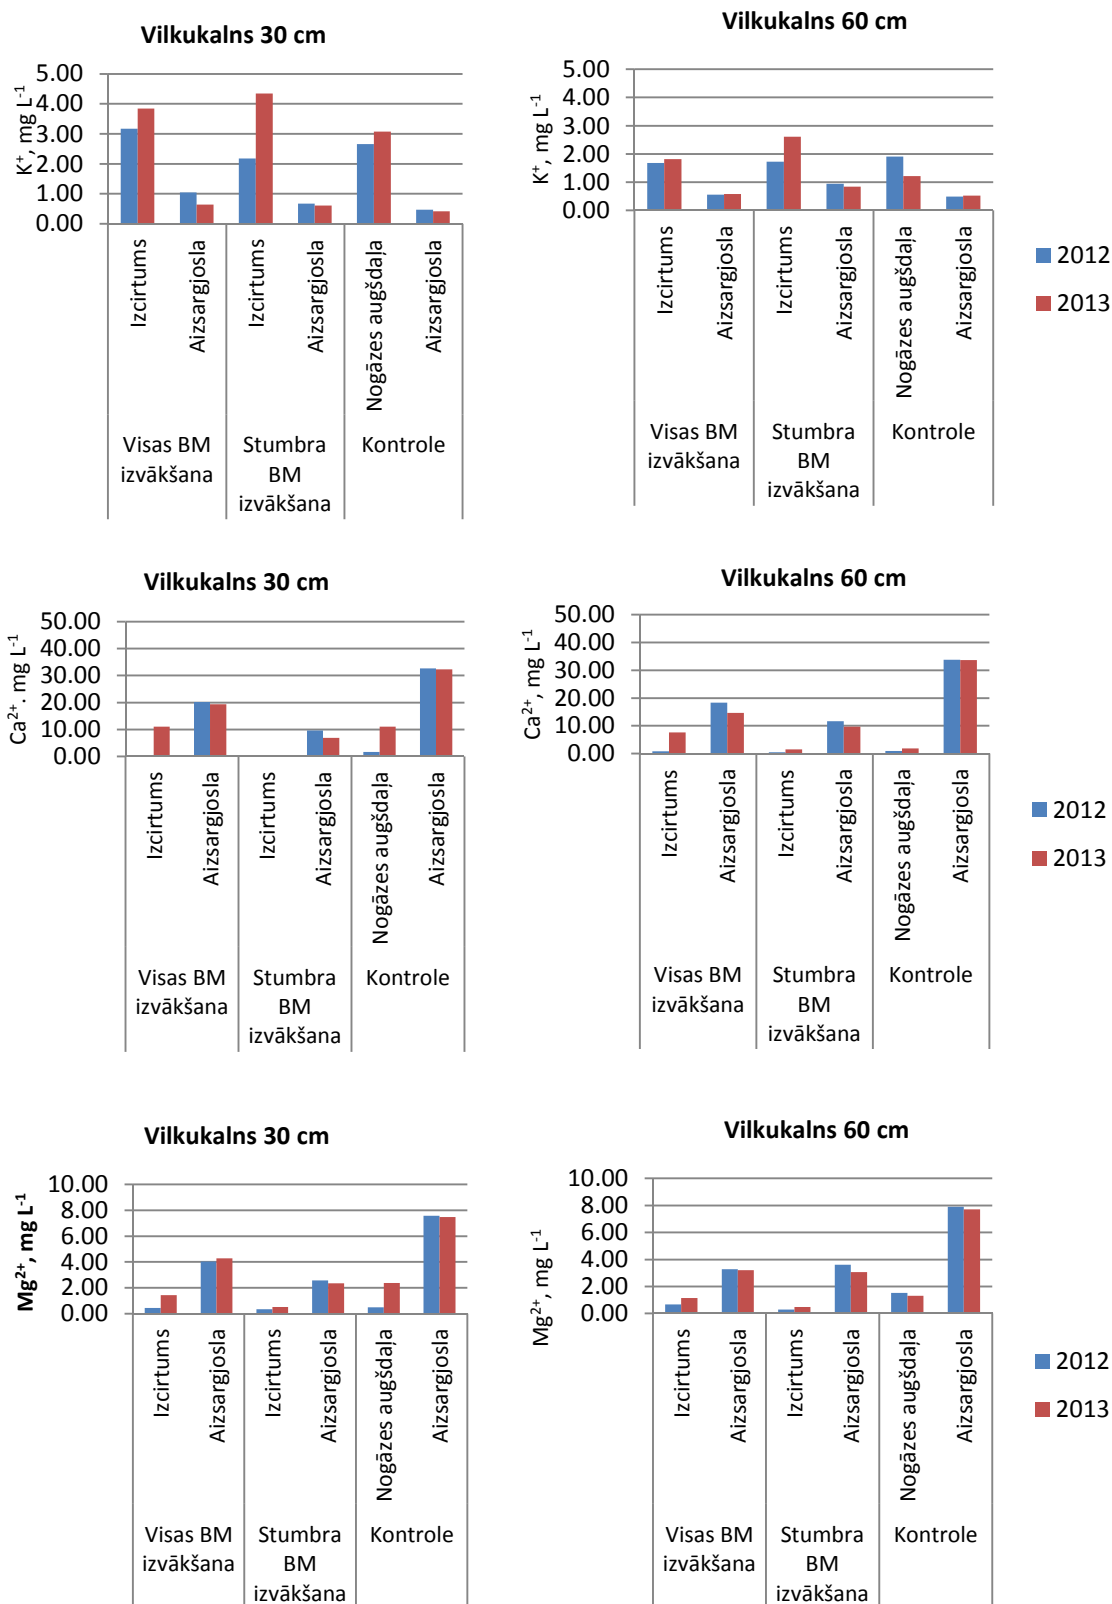 Vilkukalns 30 cm
K⁺, mg L⁻¹
5.00
4.00
3.00
2.00
1.00
0.00
Izcirtums
Aizsargjosla
Izcirtums
Aizsargjosla
Nogāzes augšdaļa
Aizsargjosla
Visas BM
izvākšana
Stumbra
BM
izvākšana
Kontrole
Vilkukalns 60 cm
K⁺, mg L⁻¹
5.00
4.00
3.00
2.00
1.00
0.00
Izcirtums
Aizsargjosla
Izcirtums
Aizsargjosla
Nogāzes augšdaļa
Aizsargjosla
Visas BM
izvākšana
Stumbra
BM
izvākšana
Kontrole
2012
2013
Vilkukalns 30 cm
Ca²⁺. mg L⁻¹
50.00
40.00
30.00
20.00
10.00
0.00
Izcirtums
Aizsargjosla
Izcirtums
Aizsargjosla
Nogāzes augšdaļa
Aizsargjosla
Visas BM
izvākšana
Stumbra
BM
izvākšana
Kontrole
Vilkukalns 60 cm
Ca²⁺, mg L⁻¹
50.00
40.00
30.00
20.00
10.00
0.00
Izcirtums
Aizsargjosla
Izcirtums
Aizsargjosla
Nogāzes augšdaļa
Aizsargjosla
Visas BM
izvākšana
Stumbra
BM
izvākšana
Kontrole
2012
2013
Vilkukalns 30 cm
Mg²⁺, mg L⁻¹
10.00
8.00
6.00
4.00
2.00
0.00
Izcirtums
Aizsargjosla
Izcirtums
Aizsargjosla
Nogāzes augšdaļa
Aizsargjosla
Visas BM
izvākšana
Stumbra
BM
izvākšana
Kontrole
Vilkukalns 60 cm
Mg²⁺, mg L⁻¹
10.00
8.00
6.00
4.00
2.00
0.00
Izcirtums
Aizsargjosla
Izcirtums
Aizsargjosla
Nogāzes augšdaļa
Aizsargjosla
Visas BM
izvākšana
Stumbra
BM
izvākšana
Kontrole
2012
2013